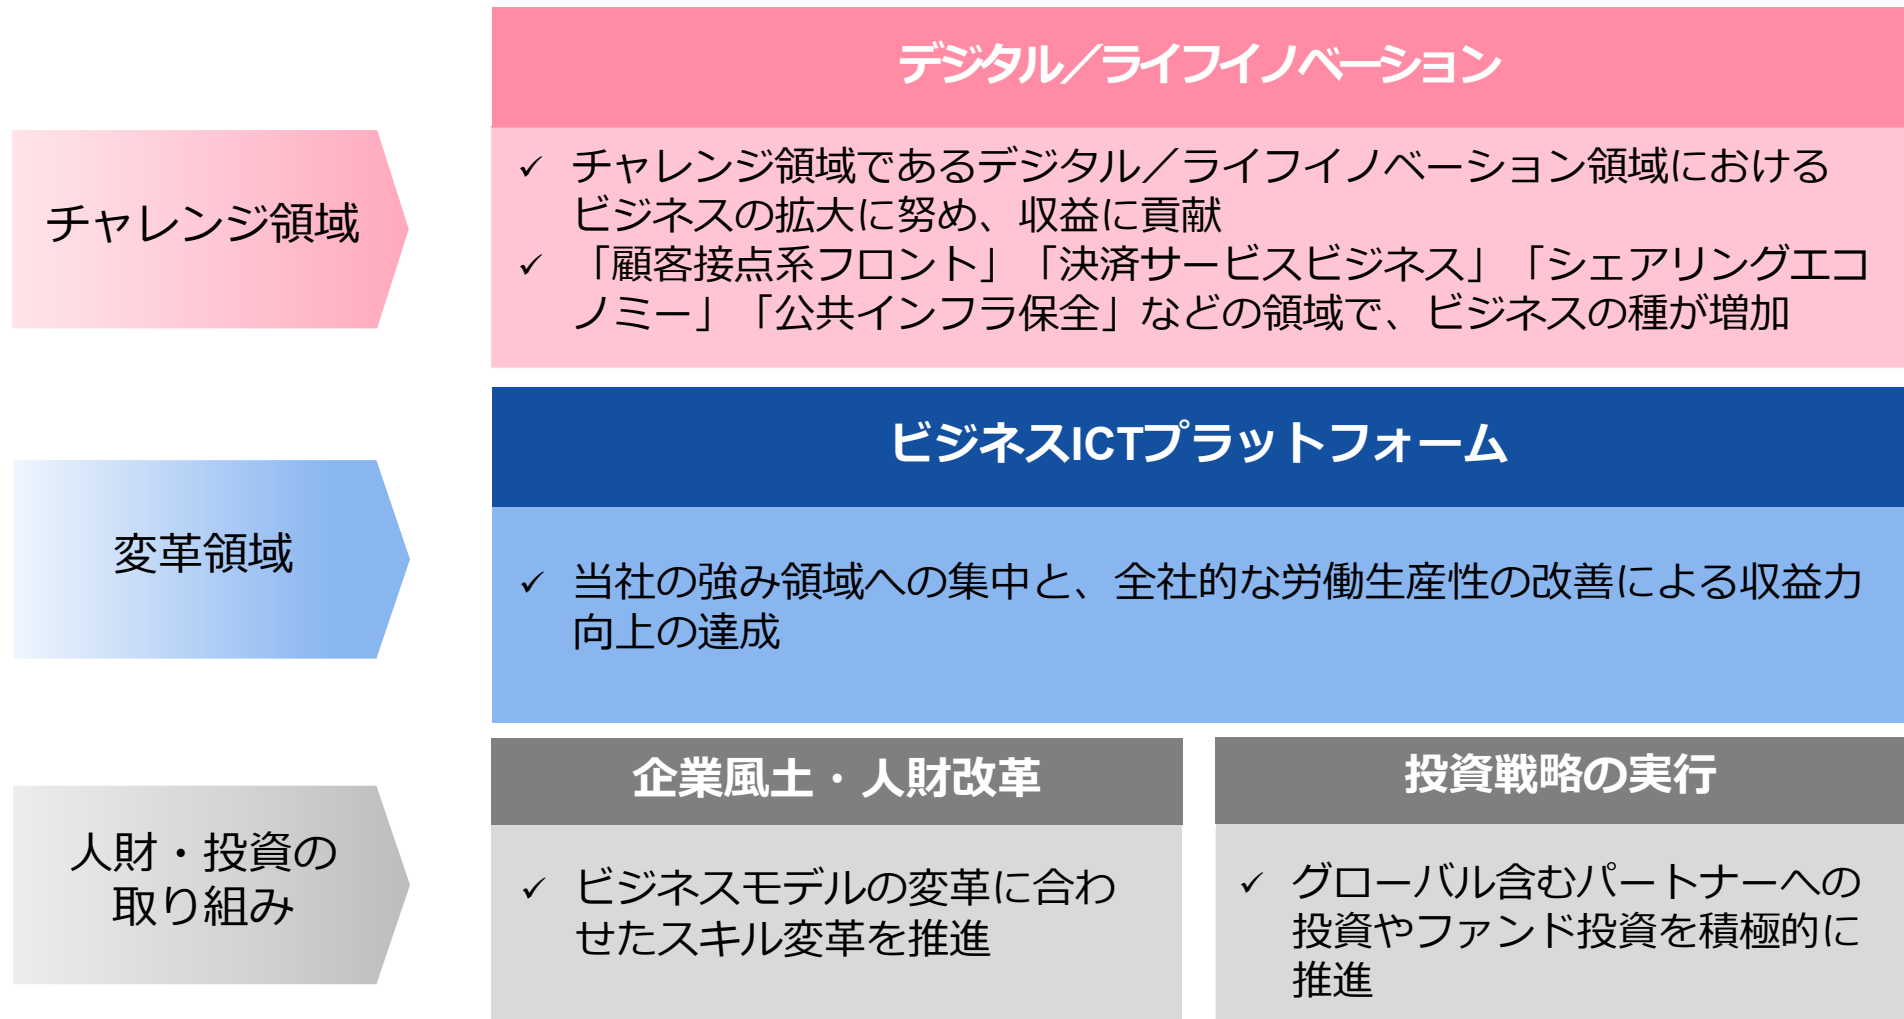 デジタル／ライフイノベーション
チャレンジ領域
✓ チャレンジ領域であるデジタル／ライフイノベーション領域における
ビジネスの拡大に努め、収益に貢献
✓ 「顧客接点系フロント」「決済サービスビジネス」「シェアリングエコ
ノミー」「公共インフラ保全」などの領域で、ビジネスの種が増加
ビジネスICTプラットフォーム
変革領域
✓ 当社の強み領域への集中と、全社的な労働生産性の改善による収益力
向上の達成
人財・投資の
取り組み
企業風土・人財改革
✓ ビジネスモデルの変革に合わ
せたスキル変革を推進
投資戦略の実行
✓ グローバル含むパートナーへの
投資やファンド投資を積極的に
推進